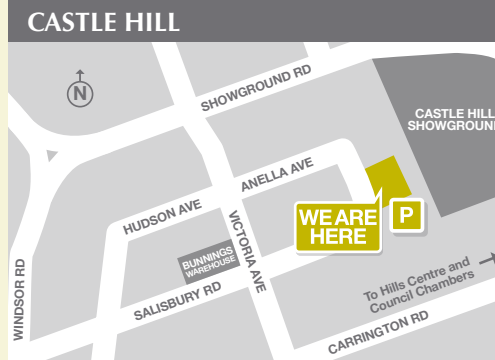 CASTLE HILL
N
SHOWGROUND RD
CASTLE HILL
SHOWGROUND
ANELLA AVE
HUDSON AVE
WE ARE
HERE
P
VICTORIA AVE
BUNNINGS
WAREHOUSE
WINDSOR RD
SALISBURY RD
To Hills Centre and
Council Chambers
CARRINGTON RD